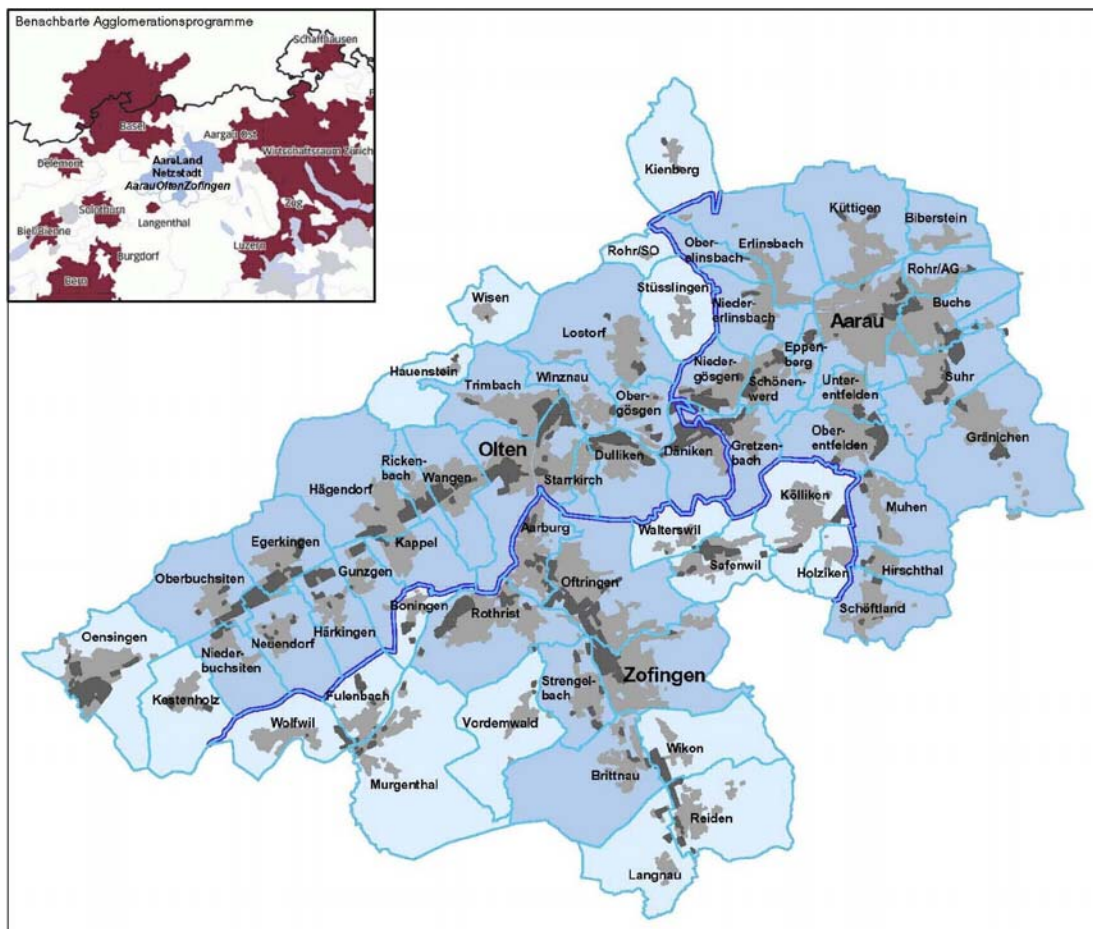 Benachbarte Agglomerationsprogramme
Schaffhausen
Basel
Aargau Ost
Wirtschaftsraum Zürich
Delémont
AareLand
Netzstadt
AarauOltenZofingen
Solothurn
Langenthal
Zug
Biel/Bienne
Burgdorf
Luzern
Bern
Kienberg
Küttigen
Biberstein
Ober-
erlinsbach
Erlinsbach
Rohr/SO
Rohr/AG
Stüsslingen
Buchs
Wisen
Nieder-
erlinsbach
Aarau
Lostorf
Eppen-
berg
Hauenstein
Nieder-
gösgen
Suhr
Trimbach
Winznau
Schönen-
werd
Unter-
entfelden
Ober-
gösgen
Ober-
entfelden
Gränichen
Olten
Dulliken
Däniken
Gretzen-
bach
Ricken-
bach
Wangen
Starrkirch
Hägendorf
Kölliken
Muhen
Aarburg
Walterswil
Egerkingen
Kappel
Safenwil
Holziken
Hirschthal
Oberbuchsiten
Gunzgen
Oftringen
Boningen
Rothrist
Schöftland
Oensingen
Härkingen
Neuendorf
Nieder-
buchsiten
Zofingen
Strengel-
bach
Kestenholz
Fulenbach
Wolfwil
Vordemwald
Wikon
Brittnau
Murgenthal
Reiden
Langnau